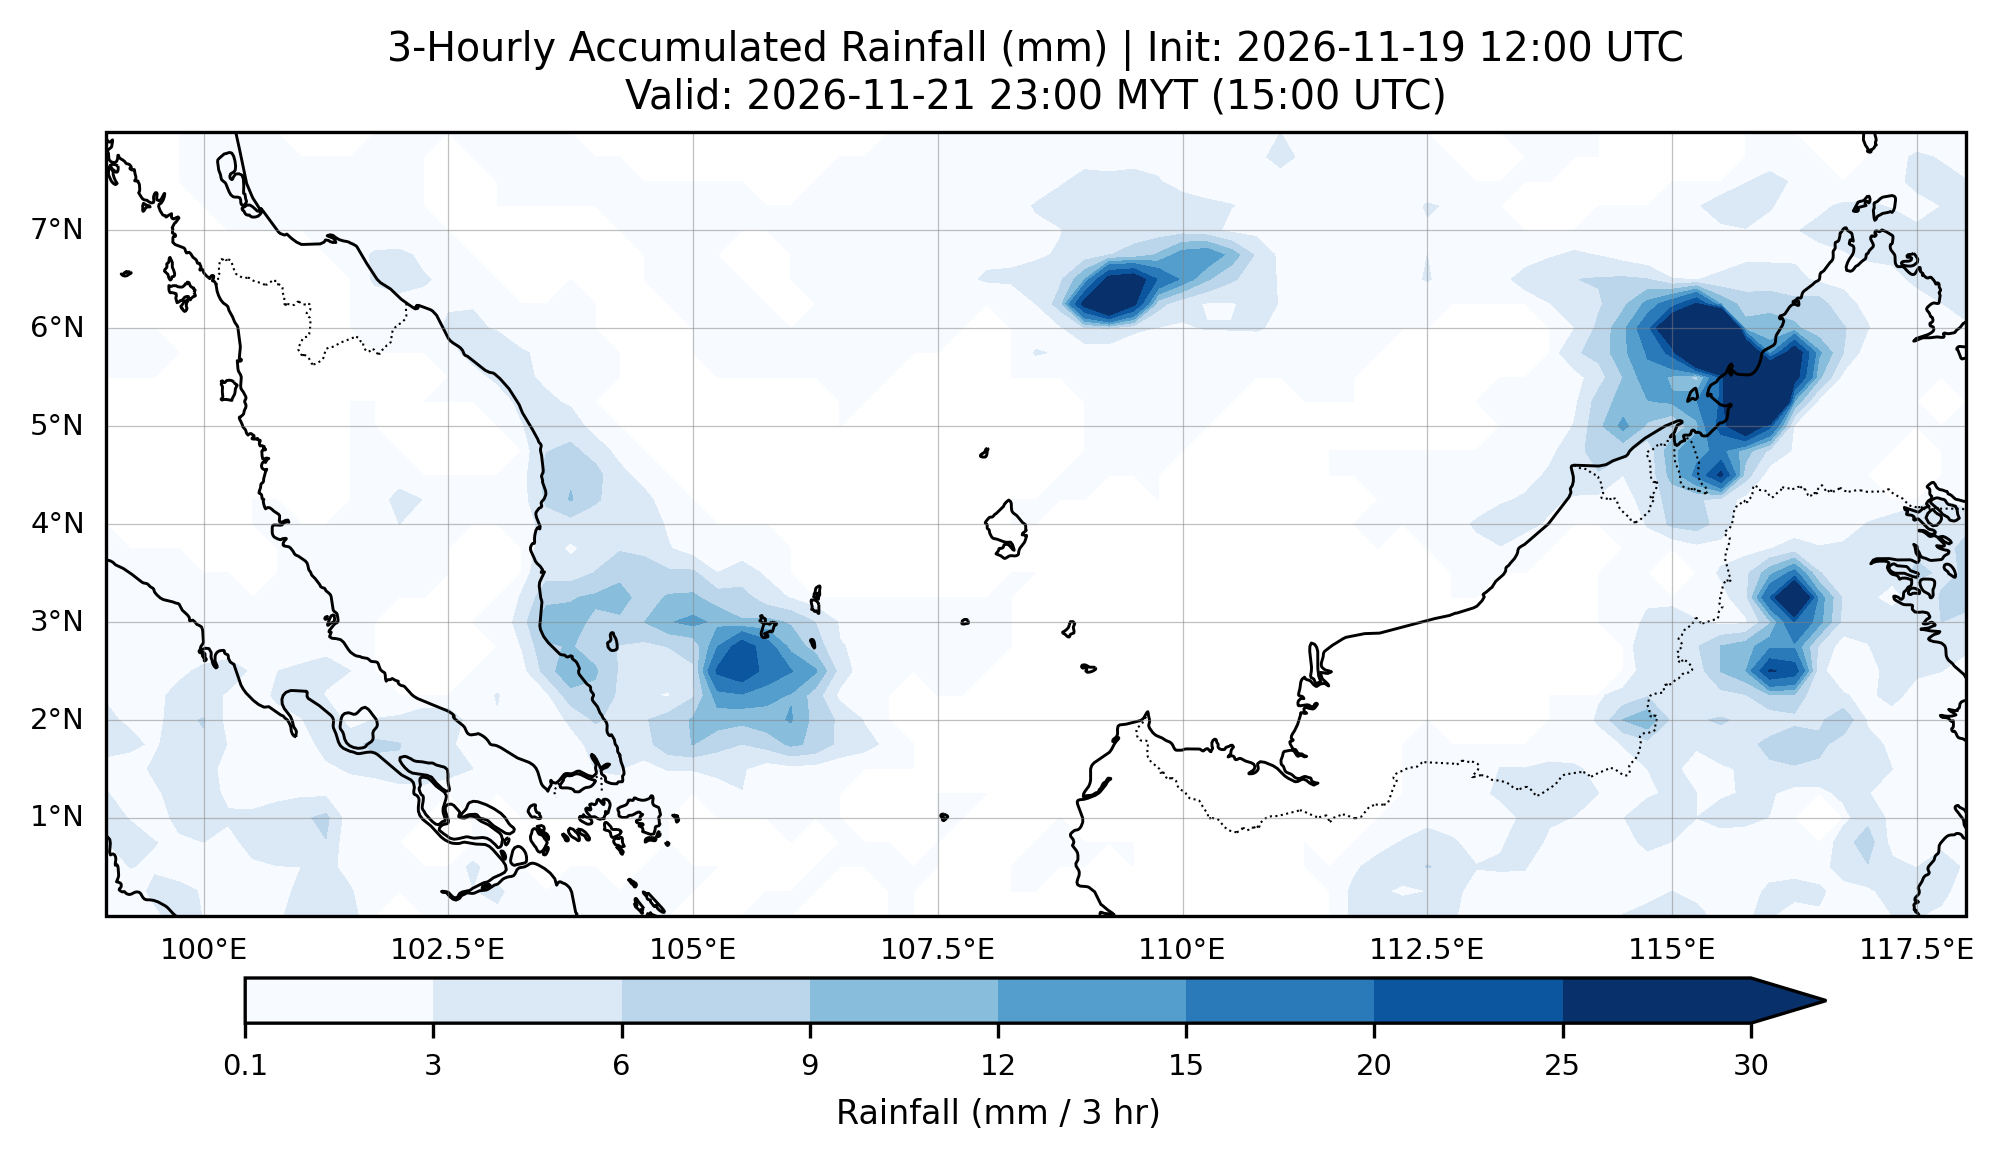 3-Hourly Accumulated Rainfall (mm) | Init: 2026-11-19 12:00 UTC
Valid: 2026-11-21 23:00 MYT (15:00 UTC)
7°N
6°N
5°N
4°N
3°N
2°N
1°N
100°E 102.5°E 105°E 107.5°E 110°E 112.5°E 115°E 117.5°E
0.1 3 6 9 12 15 20 25 30
Rainfall (mm / 3 hr)